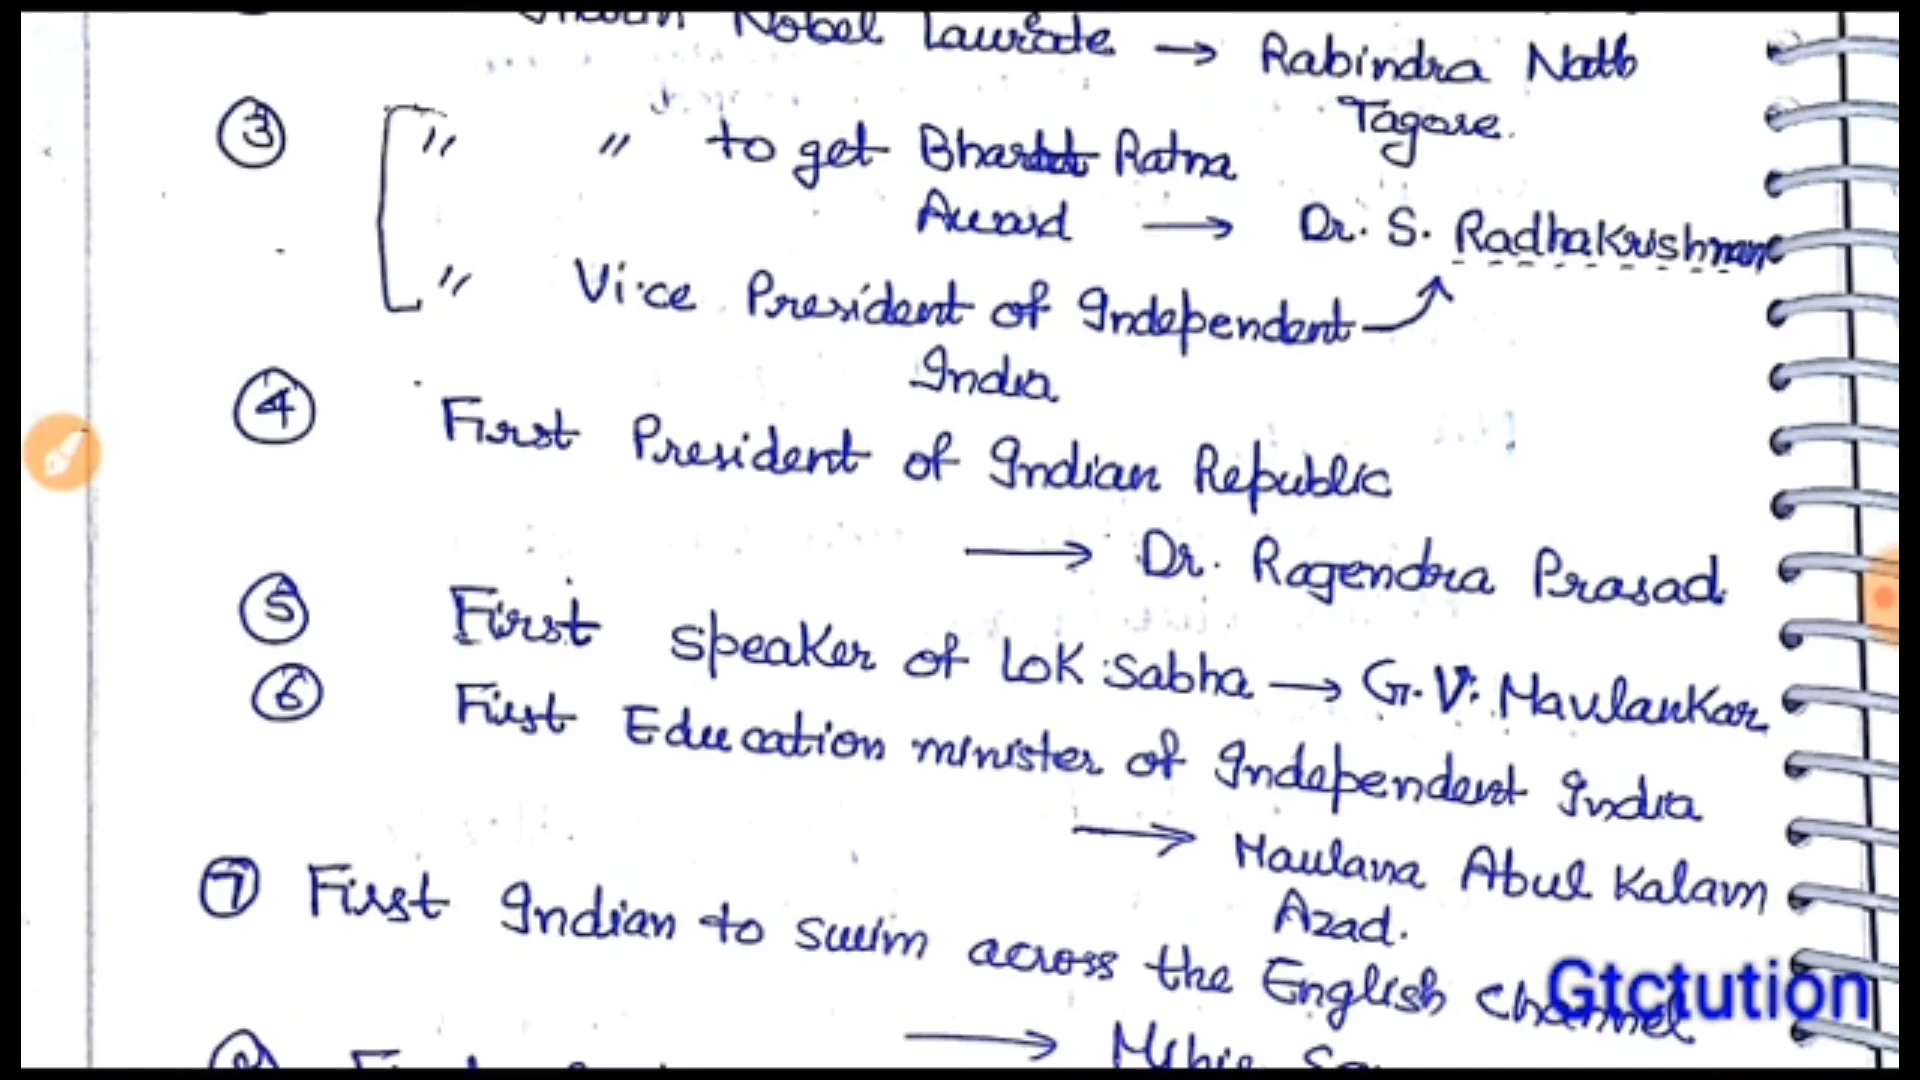 Nobel Laurate → Rabindra Nath
Tagore.
③ " " to get Bharat Ratna
Award → Dr. S. Radhakrishnan
" Vice President of Independent
India
④ First President of Indian Republic
→ Dr. Ragendra Prasad
⑤ First speaker of Lok Sabha → G.V. Mavlankar
⑥ First Education minister of Independent India
→ Maulana Abul Kalam
Azad.
⑦ First Indian to swim across the English Channel
→ Mihir
Gtctution